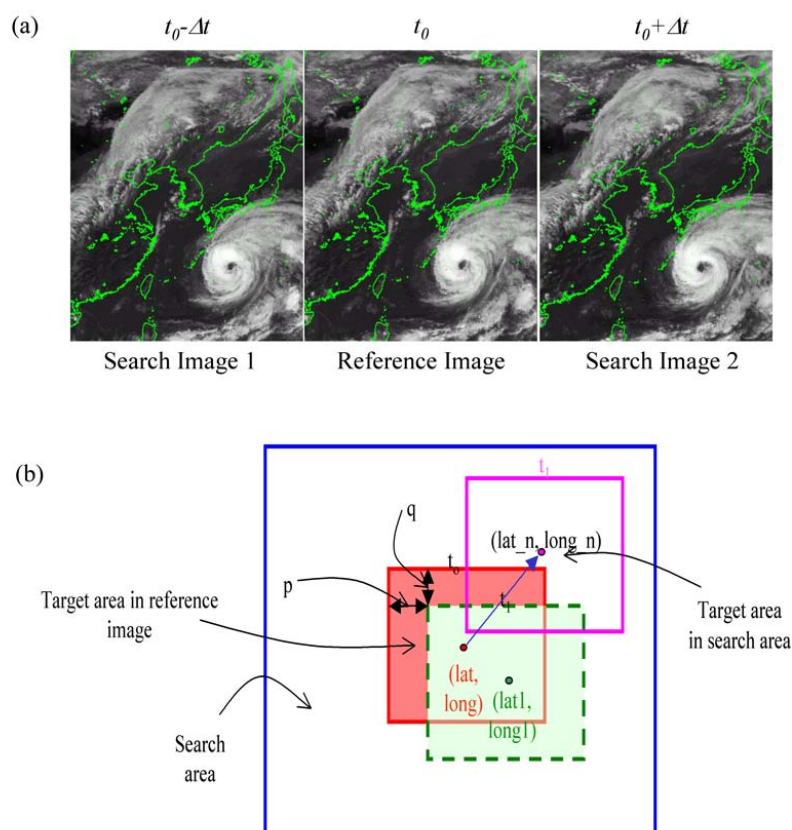 (a)
t₀-Δt
t₀
t₀+Δt
Search Image 1
Reference Image
Search Image 2
(b)
t₁
q
(lat_n, long_n)
t₀
p
t₁
Target area in reference
image
Target area
in search area
(lat,
long)
(lat1,
long1)
Search
area